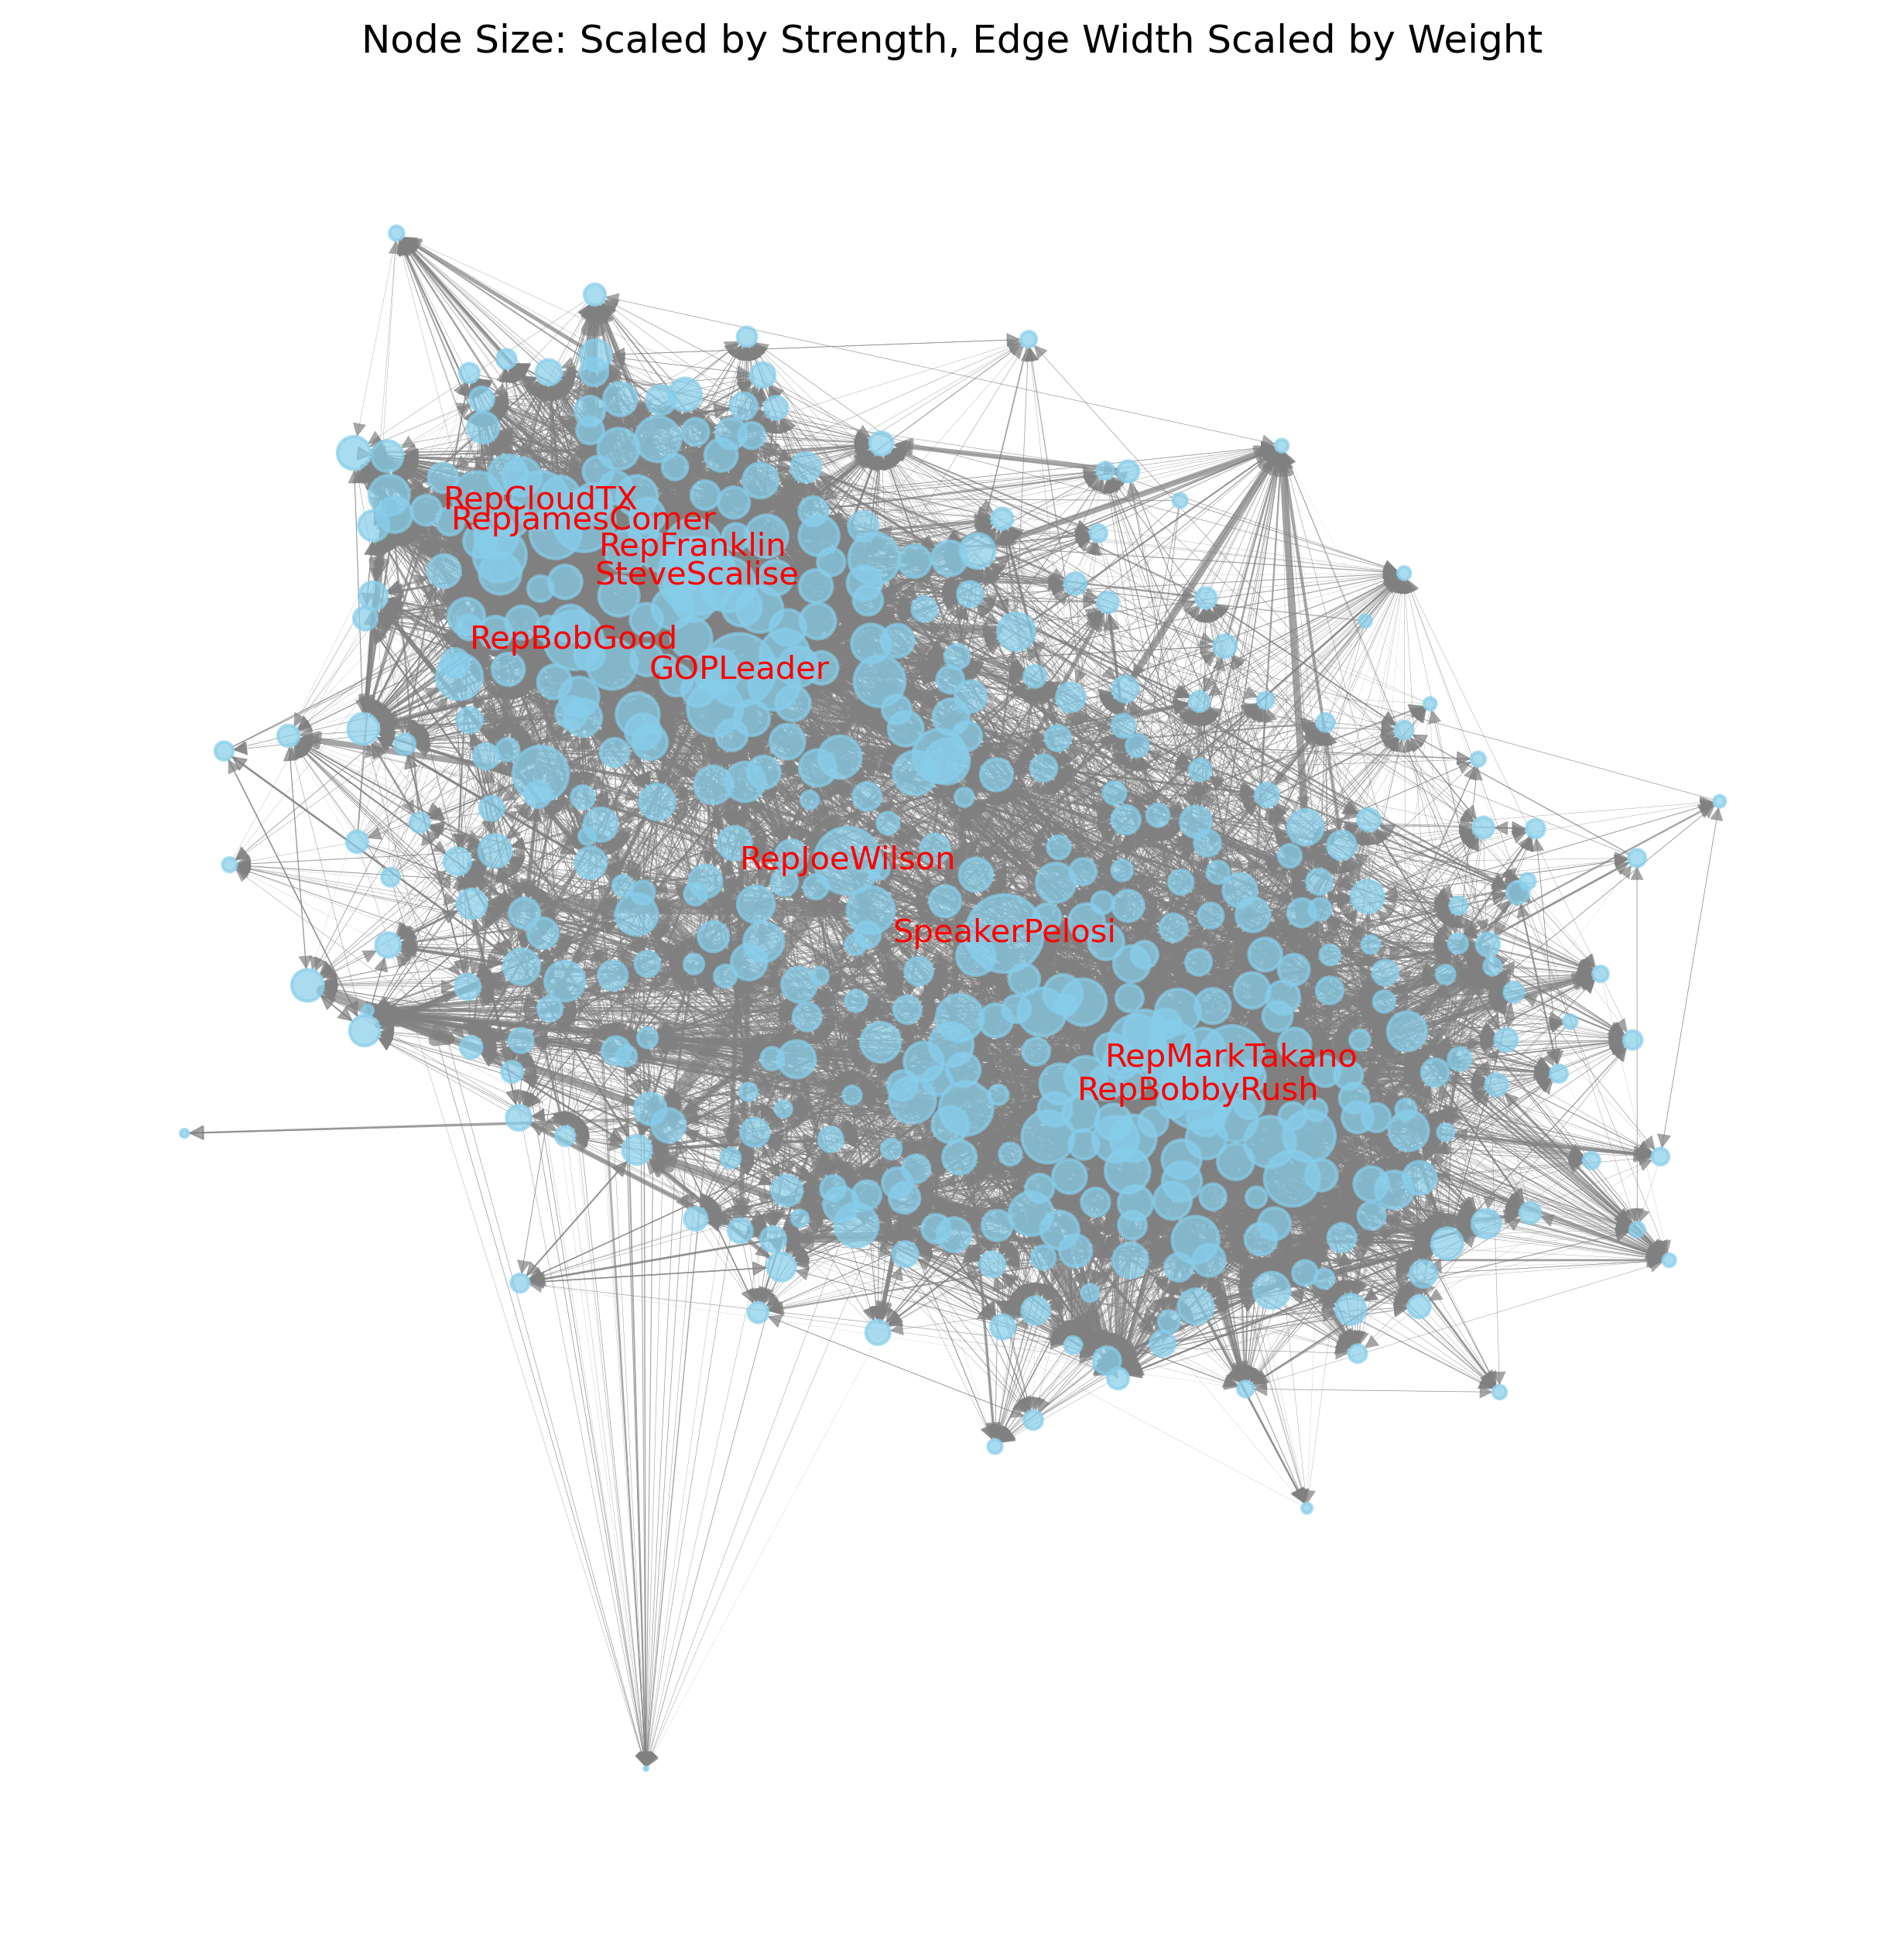 Node Size: Scaled by Strength, Edge Width Scaled by Weight
RepCloudTX
RepJamesComer
RepFranklin
SteveScalise
RepBobGood
GOPLeader
RepJoeWilson
SpeakerPelosi
RepMarkTakano
RepBobbyRush